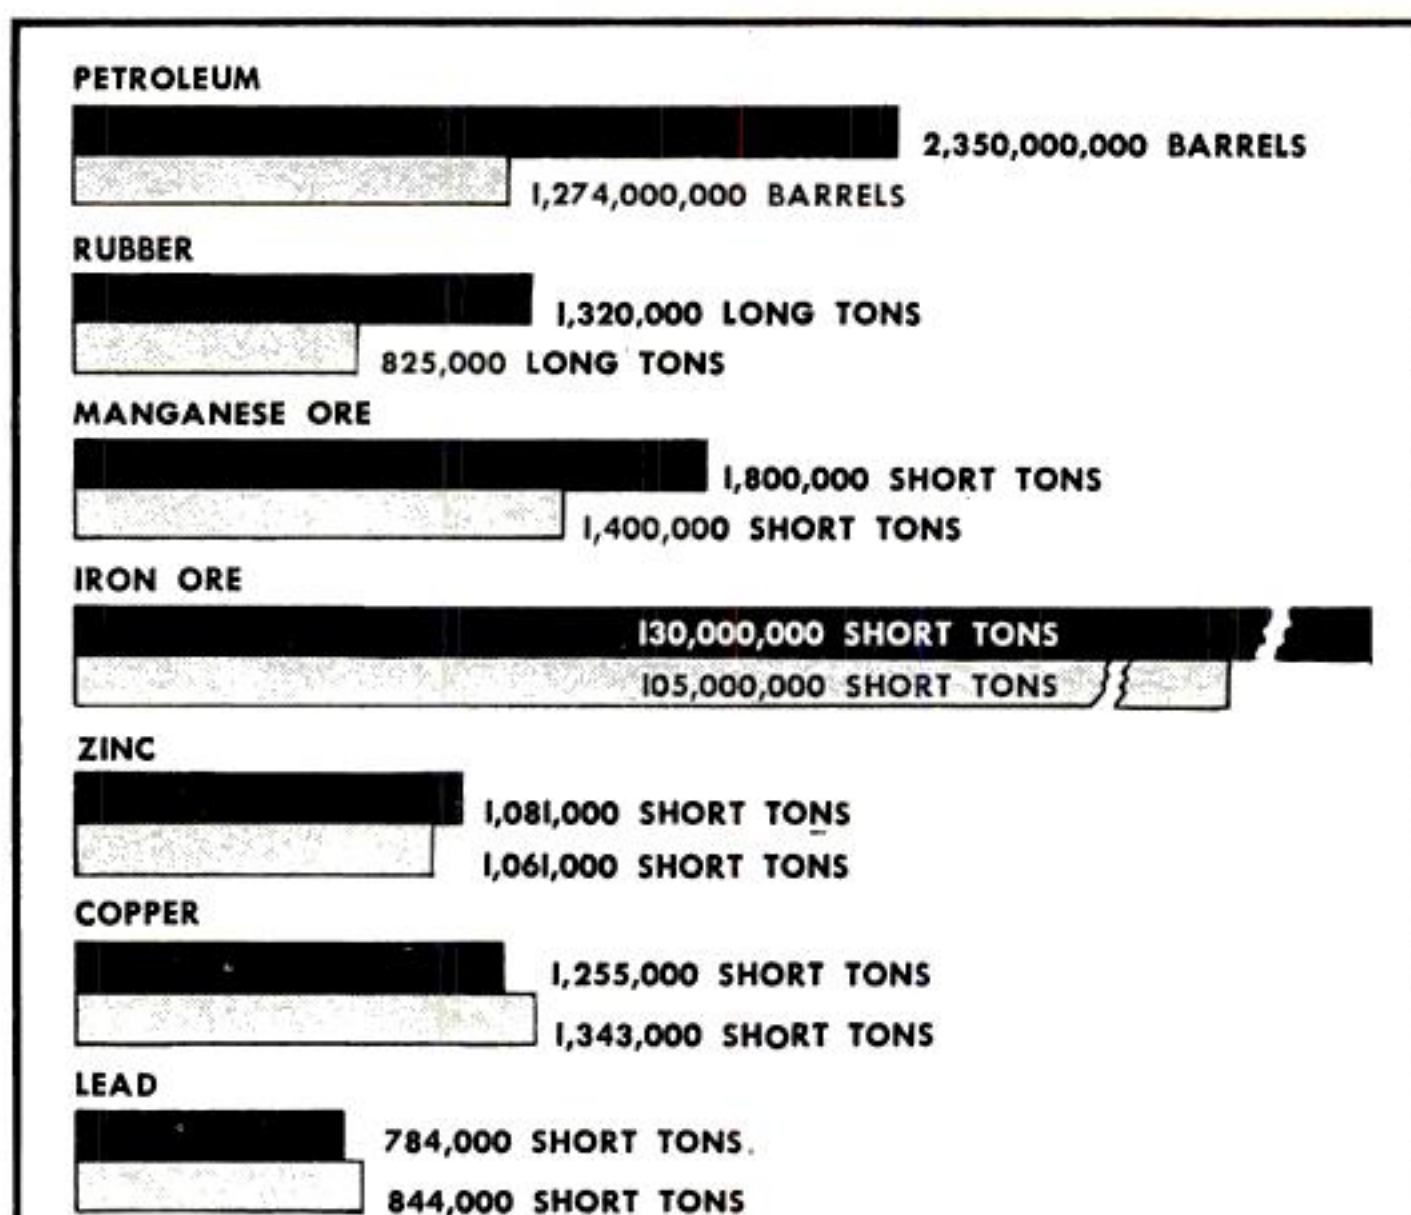 PETROLEUM
2,350,000,000 BARRELS
1,274,000,000 BARRELS
RUBBER
1,320,000 LONG TONS
825,000 LONG TONS
MANGANESE ORE
1,800,000 SHORT TONS
1,400,000 SHORT TONS
IRON ORE
130,000,000 SHORT TONS
105,000,000 SHORT TONS
ZINC
1,081,000 SHORT TONS
1,061,000 SHORT TONS
COPPER
1,255,000 SHORT TONS
1,343,000 SHORT TONS
LEAD
784,000 SHORT TONS.
844,000 SHORT TONS